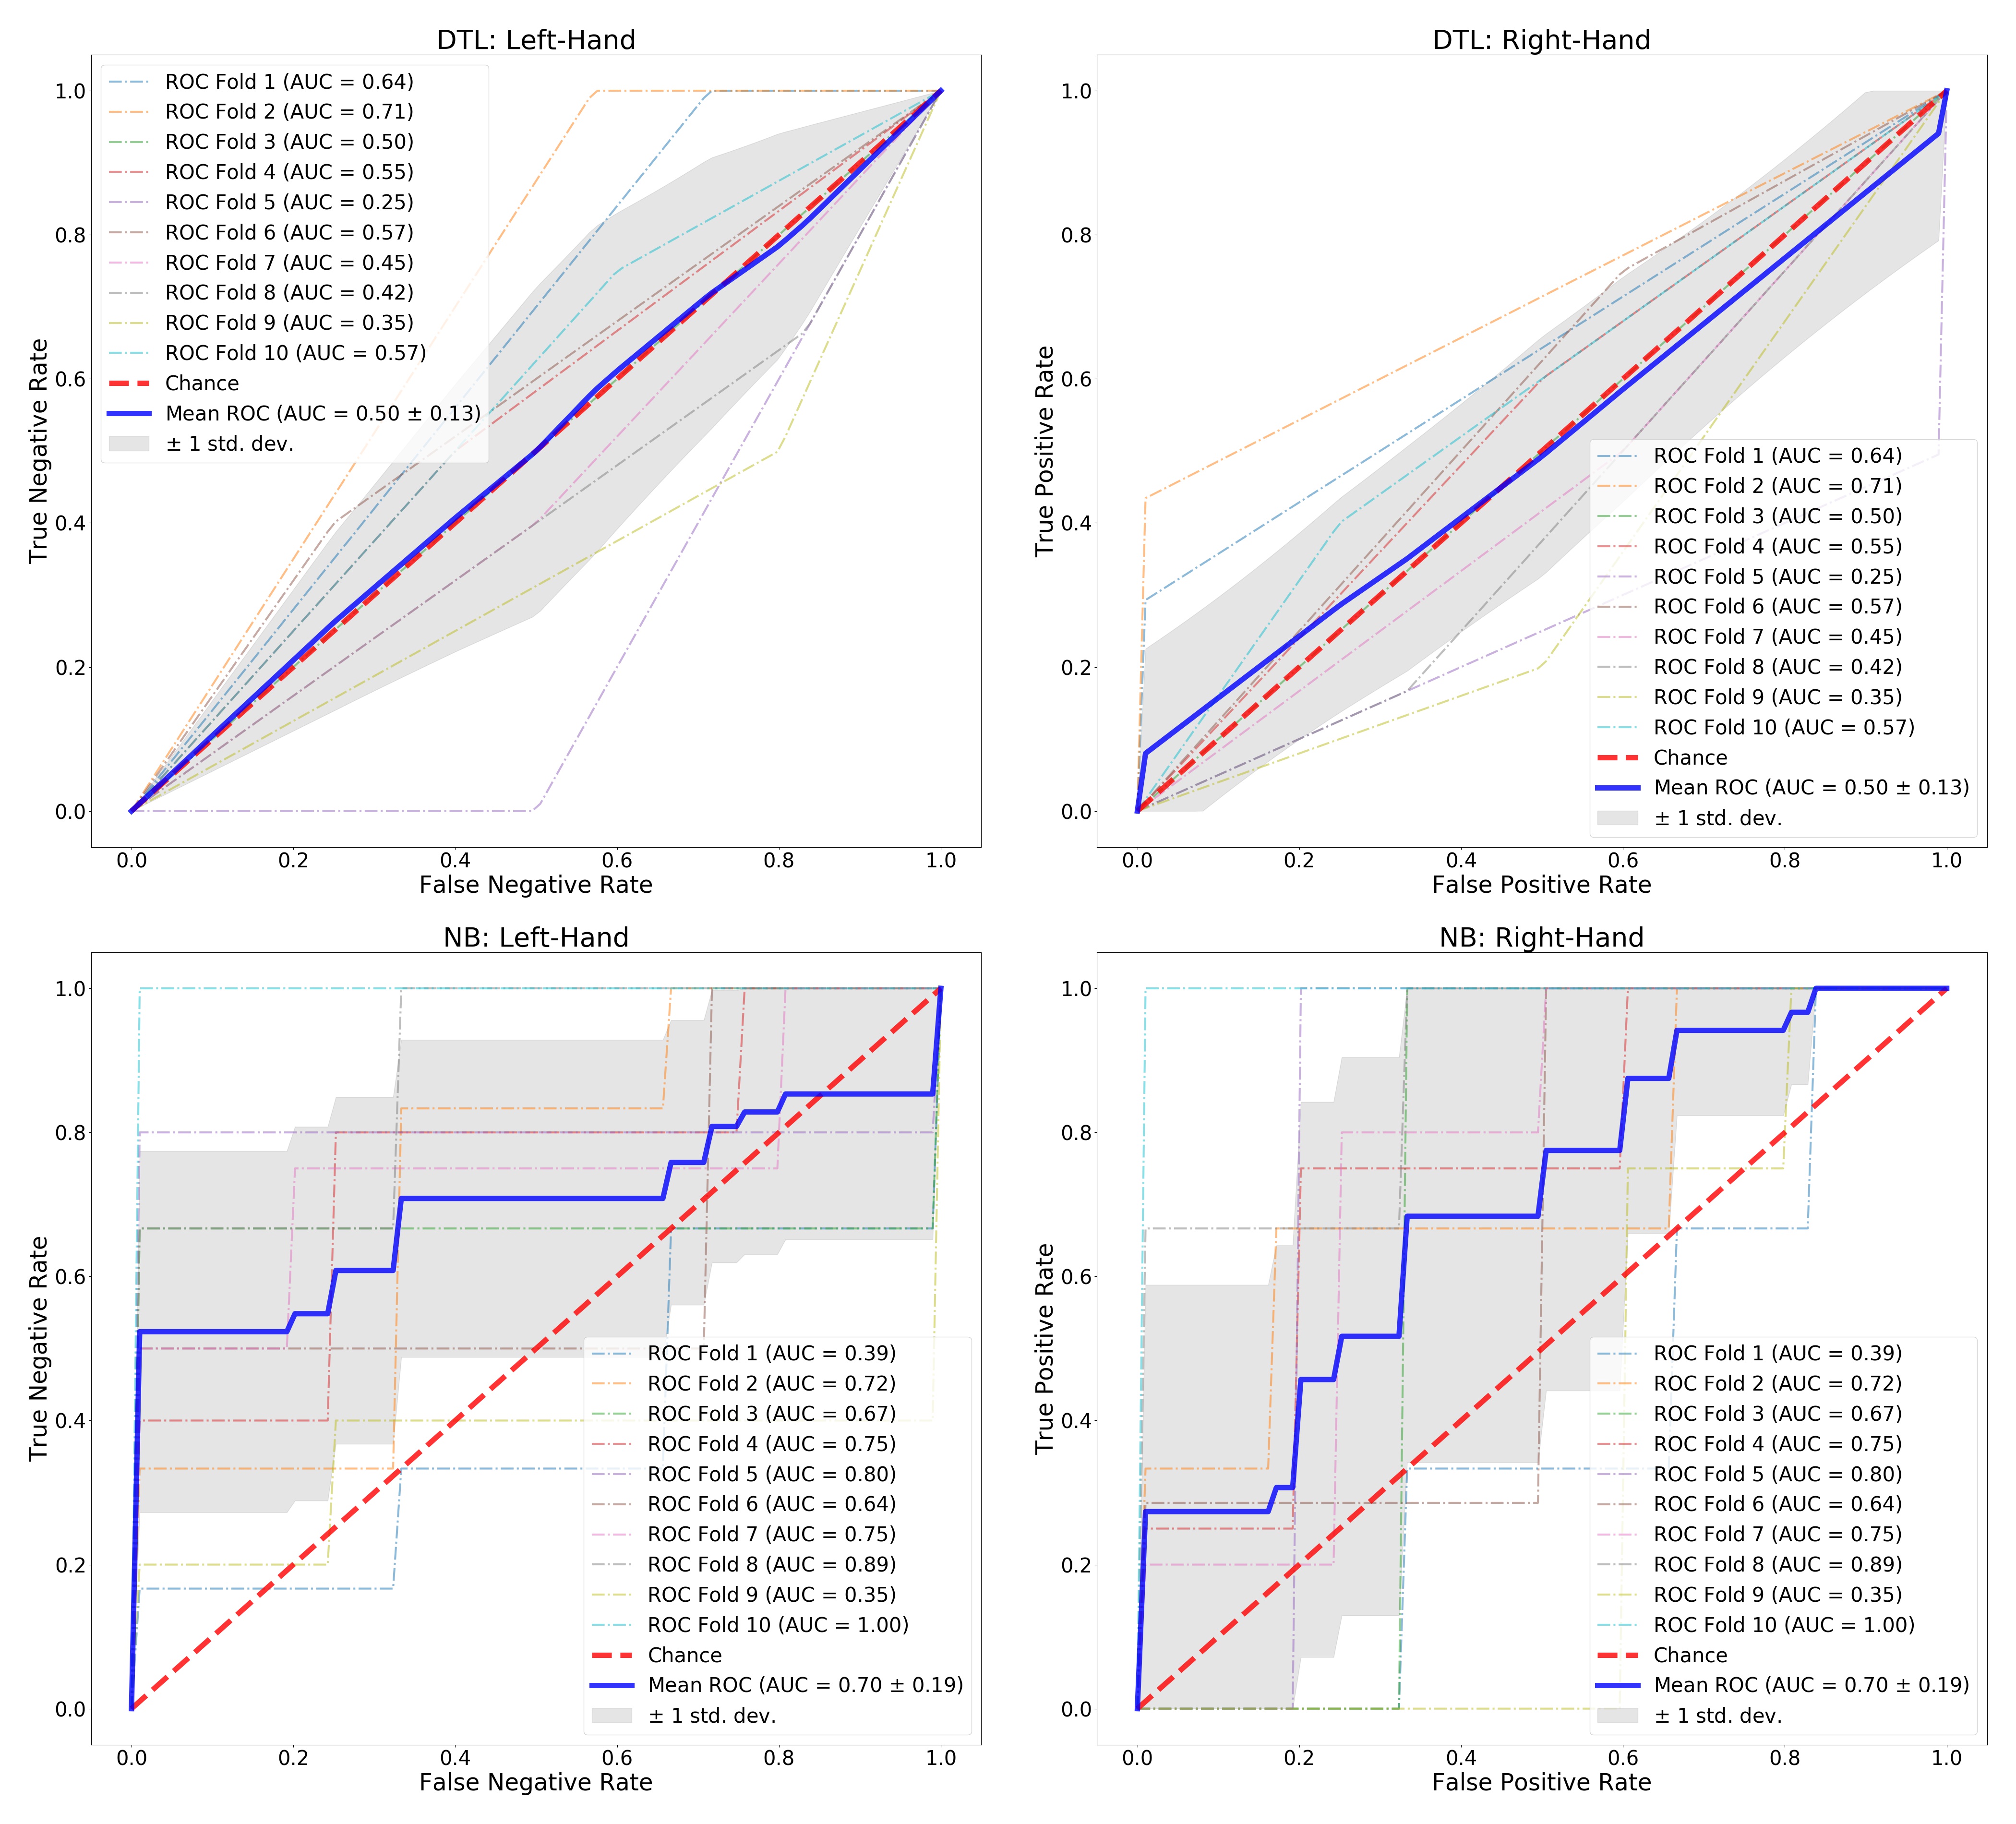 DTL: Left-Hand
True Negative Rate
1.0
0.8
0.6
0.4
0.2
0.0
ROC Fold 1 (AUC = 0.64)
ROC Fold 2 (AUC = 0.71)
ROC Fold 3 (AUC = 0.50)
ROC Fold 4 (AUC = 0.55)
ROC Fold 5 (AUC = 0.25)
ROC Fold 6 (AUC = 0.57)
ROC Fold 7 (AUC = 0.45)
ROC Fold 8 (AUC = 0.42)
ROC Fold 9 (AUC = 0.35)
ROC Fold 10 (AUC = 0.57)
Chance
Mean ROC (AUC = 0.50 ± 0.13)
± 1 std. dev.
0.0 0.2 0.4 0.6 0.8 1.0
False Negative Rate
DTL: Right-Hand
True Positive Rate
1.0
0.8
0.6
0.4
0.2
0.0
ROC Fold 1 (AUC = 0.64)
ROC Fold 2 (AUC = 0.71)
ROC Fold 3 (AUC = 0.50)
ROC Fold 4 (AUC = 0.55)
ROC Fold 5 (AUC = 0.25)
ROC Fold 6 (AUC = 0.57)
ROC Fold 7 (AUC = 0.45)
ROC Fold 8 (AUC = 0.42)
ROC Fold 9 (AUC = 0.35)
ROC Fold 10 (AUC = 0.57)
Chance
Mean ROC (AUC = 0.50 ± 0.13)
± 1 std. dev.
0.0 0.2 0.4 0.6 0.8 1.0
False Positive Rate
NB: Left-Hand
True Negative Rate
1.0
0.8
0.6
0.4
0.2
0.0
ROC Fold 1 (AUC = 0.39)
ROC Fold 2 (AUC = 0.72)
ROC Fold 3 (AUC = 0.67)
ROC Fold 4 (AUC = 0.75)
ROC Fold 5 (AUC = 0.80)
ROC Fold 6 (AUC = 0.64)
ROC Fold 7 (AUC = 0.75)
ROC Fold 8 (AUC = 0.89)
ROC Fold 9 (AUC = 0.35)
ROC Fold 10 (AUC = 1.00)
Chance
Mean ROC (AUC = 0.70 ± 0.19)
± 1 std. dev.
0.0 0.2 0.4 0.6 0.8 1.0
False Negative Rate
NB: Right-Hand
True Positive Rate
1.0
0.8
0.6
0.4
0.2
0.0
ROC Fold 1 (AUC = 0.39)
ROC Fold 2 (AUC = 0.72)
ROC Fold 3 (AUC = 0.67)
ROC Fold 4 (AUC = 0.75)
ROC Fold 5 (AUC = 0.80)
ROC Fold 6 (AUC = 0.64)
ROC Fold 7 (AUC = 0.75)
ROC Fold 8 (AUC = 0.89)
ROC Fold 9 (AUC = 0.35)
ROC Fold 10 (AUC = 1.00)
Chance
Mean ROC (AUC = 0.70 ± 0.19)
± 1 std. dev.
0.0 0.2 0.4 0.6 0.8 1.0
False Positive Rate